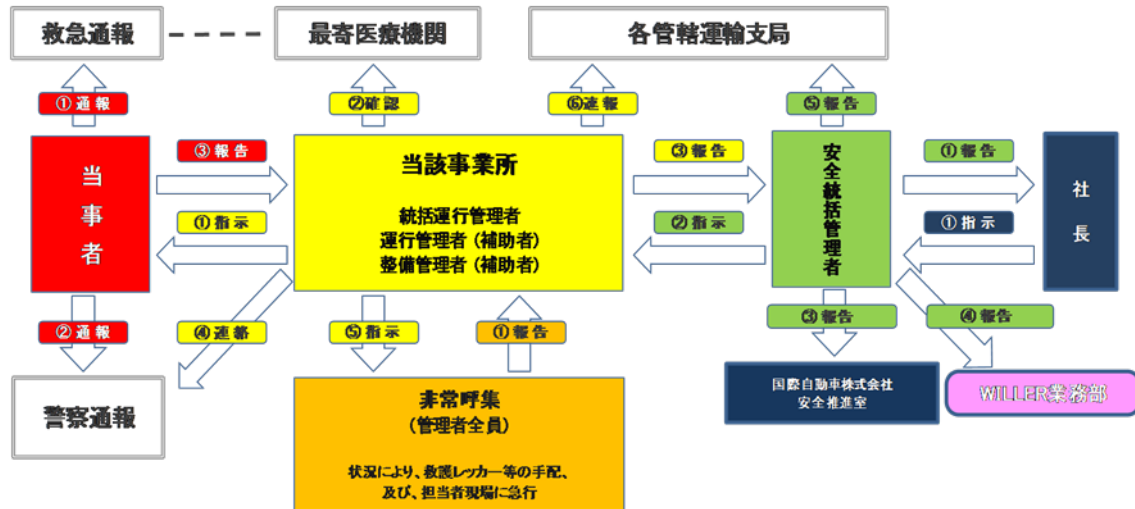 救急通報
最寄医療機関
各管轄運輸支局
①通報
②確認
⑥速報
⑤報告
当事者
③報告
①指示
当該事業所
統括運行管理者
運行管理者(補助者)
整備管理者(補助者)
③報告
②指示
安全統括管理者
①報告
①指示
社長
②通報
④連絡
⑤指示
①報告
③報告
④報告
警察通報
非常呼集
(管理者全員)
状況により、救護レッカー等の手配、
及び、担当者現場に急行
国際自動車株式会社
安全推進室
WILLER業務部